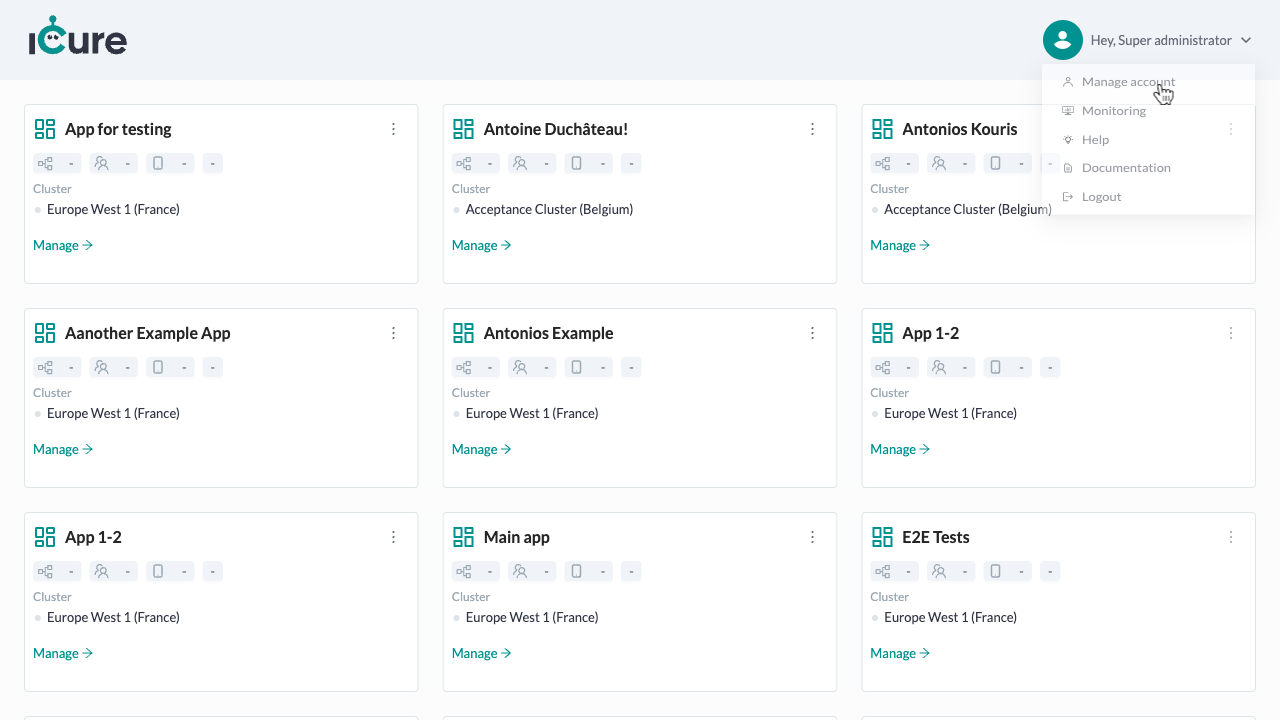 iCure
Hey, Super administrator
Manage account
Monitoring
Help
Documentation
Logout
App for testing
- - - -
Cluster
Europe West 1 (France)
Manage →
Antoine Duchâteau!
- - - -
Cluster
Acceptance Cluster (Belgium)
Manage →
Antonios Kouris
- - - -
Cluster
Acceptance Cluster (Belgium)
Manage →
Aanother Example App
- - - -
Cluster
Europe West 1 (France)
Manage →
Antonios Example
- - - -
Cluster
Europe West 1 (France)
Manage →
App 1-2
- - - -
Cluster
Europe West 1 (France)
Manage →
App 1-2
- - - -
Cluster
Europe West 1 (France)
Manage →
Main app
- - - -
Cluster
Europe West 1 (France)
Manage →
E2E Tests
- - - -
Cluster
Europe West 1 (France)
Manage →